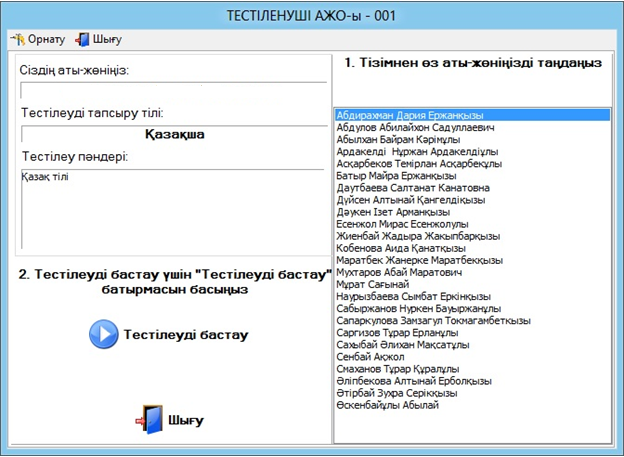 ТЕСТІЛЕНУШІ АЖО-ы - 001
Орнату Шығу
Сіздің аты-жөніңіз:
Тестілеуді тапсыру тілі:
Қазақша
Тестілеу пәндері:
Қазақ тілі
2. Тестілеуді бастау үшін "Тестілеуді бастау"
батырмасын басыңыз
Тестілеуді бастау
Шығу
1. Тізімнен өз аты-жөніңізді таңдаңыз
Абдирахман Дария Ержанқызы
Абдулов Абилайхон Садуллаевич
Абылхан Байрам Кәрімұлы
Ардакелді Нұржан Ардакелдіұлы
Асқарбеков Темірлан Асқарбекұлы
Батыр Майра Ержанқызы
Даутбаева Салтанат Канатовна
Дүйсен Алтынай Қангелдіқызы
Дәукен Ізет Арманқызы
Есенжол Мирас Есенжолулы
Жиенбай Жадыра Жакыпбарқызы
Кобенова Аида Қанатқызы
Маратбек Жанерке Маратбекқызы
Мухтаров Абай Маратович
Мұрат Сағынай
Наурызбаева Сымбат Еркінқызы
Сабыржанов Нуркен Бауыржанұлы
Сапаркулова Замзагул Токмагамбеткызы
Саргизов Тұрар Ерланұлы
Сахыбай Әлихан Мақсатұлы
Сенбай Ақжол
Смаханов Тұрар Құралұлы
Әліпбекова Алтынай Ерболқызы
Әтірбай Зухра Серікқызы
Өскенбайұлы Абылай